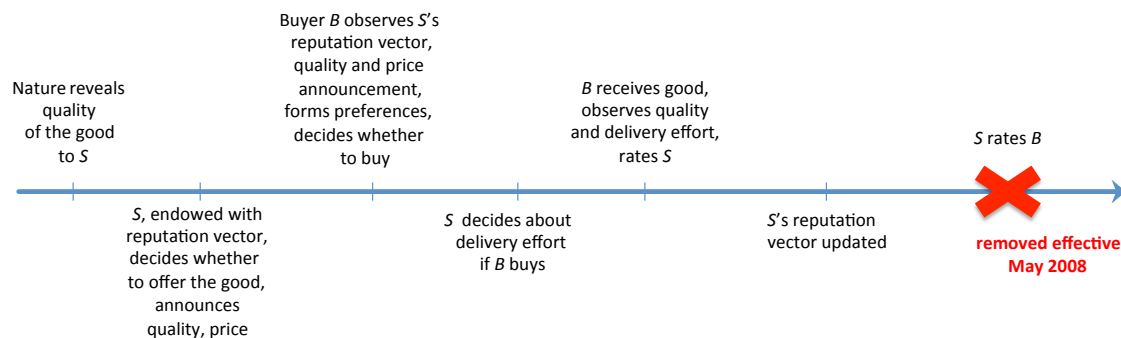 Nature reveals
quality
of the good
to S
S, endowed with
reputation vector,
decides whether
to offer the good,
announces
quality, price
Buyer B observes S's
reputation vector,
quality and price
announcement,
forms preferences,
decides whether
to buy
S decides about
delivery effort
if B buys
B receives good,
observes quality
and delivery effort,
rates S
S's reputation
vector updated
S rates B
removed effective
May 2008